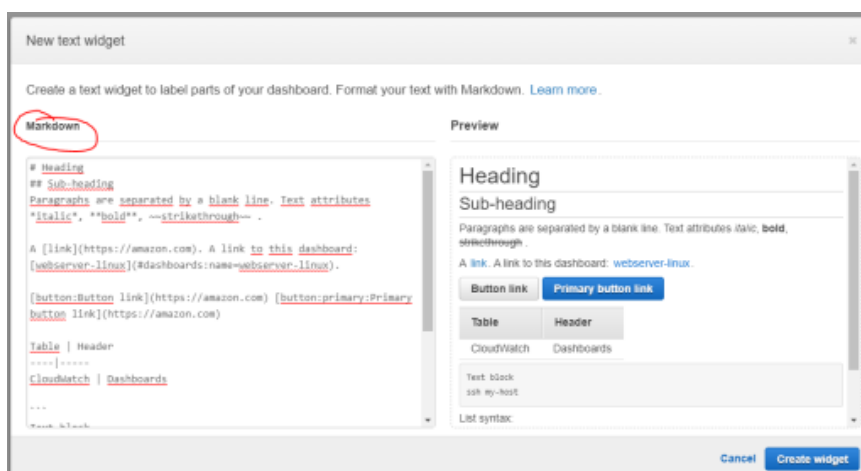 New text widget
Create a text widget to label parts of your dashboard. Format your text with Markdown. Learn more.
Markdown
# Heading
## Sub-heading
Paragraphs are separated by a blank line. Text attributes
*italic*, **bold**, ~~strikethrough~~ .
A [link](https://amazon.com). A link to this dashboard:
[webserver-linux](#dashboards:name=webserver-linux).
[button:Button link](https://amazon.com) [button:primary:Primary
button link](https://amazon.com)
Table | Header
----|-----
CloudWatch | Dashboards
---
Text block
Preview
Heading
Sub-heading
Paragraphs are separated by a blank line. Text attributes italic, bold,
strikethrough .
A link. A link to this dashboard: webserver-linux.
Button link Primary button link
Table Header
CloudWatch Dashboards
Text block
ssh my-host
List syntax:
Cancel Create widget